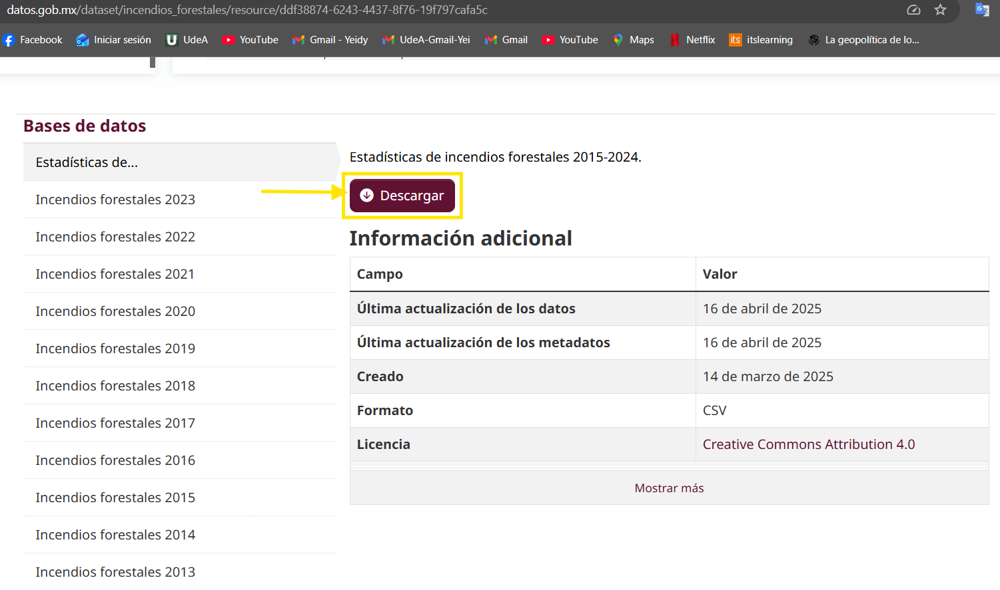 datos.gob.mx/dataset/incendios_forestales/resource/ddf38874-6243-4437-8f76-19f797cafa5c
Facebook Iniciar sesión UdeA YouTube Gmail - Yeidy UdeA-Gmail-Yei Gmail YouTube Maps Netflix its itslearning La geopolítica de lo...
Bases de datos
Estadísticas de...
Incendios forestales 2023
Incendios forestales 2022
Incendios forestales 2021
Incendios forestales 2020
Incendios forestales 2019
Incendios forestales 2018
Incendios forestales 2017
Incendios forestales 2016
Incendios forestales 2015
Incendios forestales 2014
Incendios forestales 2013
Estadísticas de incendios forestales 2015-2024.
Descargar
Información adicional
Campo Valor
Última actualización de los datos 16 de abril de 2025
Última actualización de los metadatos 16 de abril de 2025
Creado 14 de marzo de 2025
Formato CSV
Licencia Creative Commons Attribution 4.0
Mostrar más